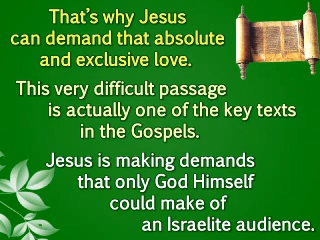 That's why Jesus
can demand that absolute
and exclusive love.
This very difficult passage
is actually one of the key texts
in the Gospels.
Jesus is making demands
that only God Himself
could make of
an Israelite audience.